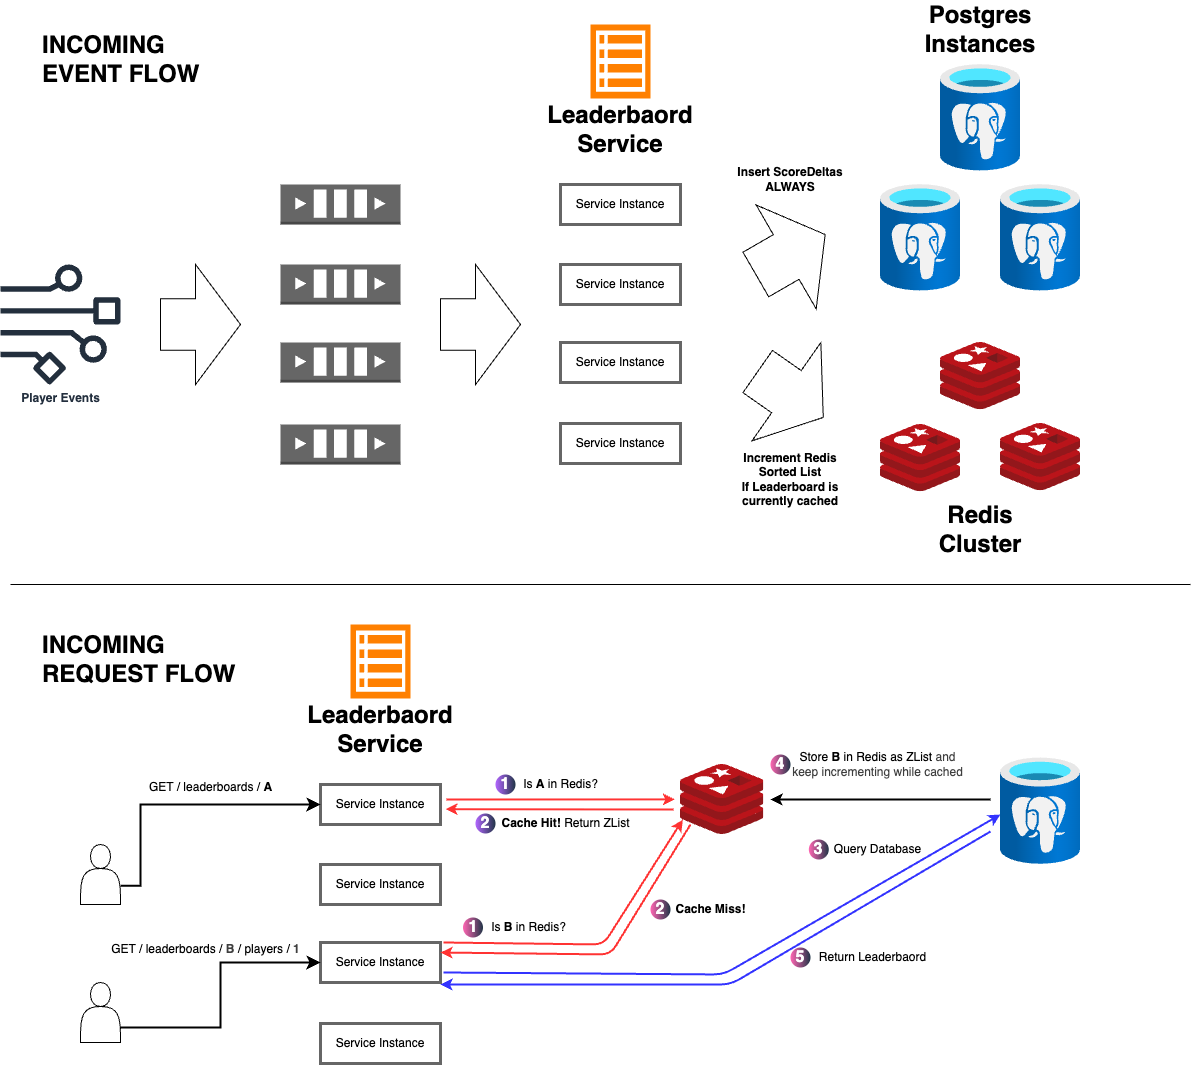 INCOMING
EVENT FLOW
Leaderbaord
Service
Postgres
Instances
Player Events
Service Instance
Service Instance
Service Instance
Service Instance
Insert ScoreDeltas
ALWAYS
Increment Redis
Sorted List
If Leaderboard is
currently cached
Redis
Cluster
INCOMING
REQUEST FLOW
Leaderbaord
Service
GET / leaderboards / A
Service Instance
1 Is A in Redis?
2 Cache Hit! Return ZList
4 Store B in Redis as ZList and
keep incrementing while cached
3 Query Database
Service Instance
2 Cache Miss!
1 Is B in Redis?
GET / leaderboards / B / players / 1
Service Instance
5 Return Leaderbaord
Service Instance